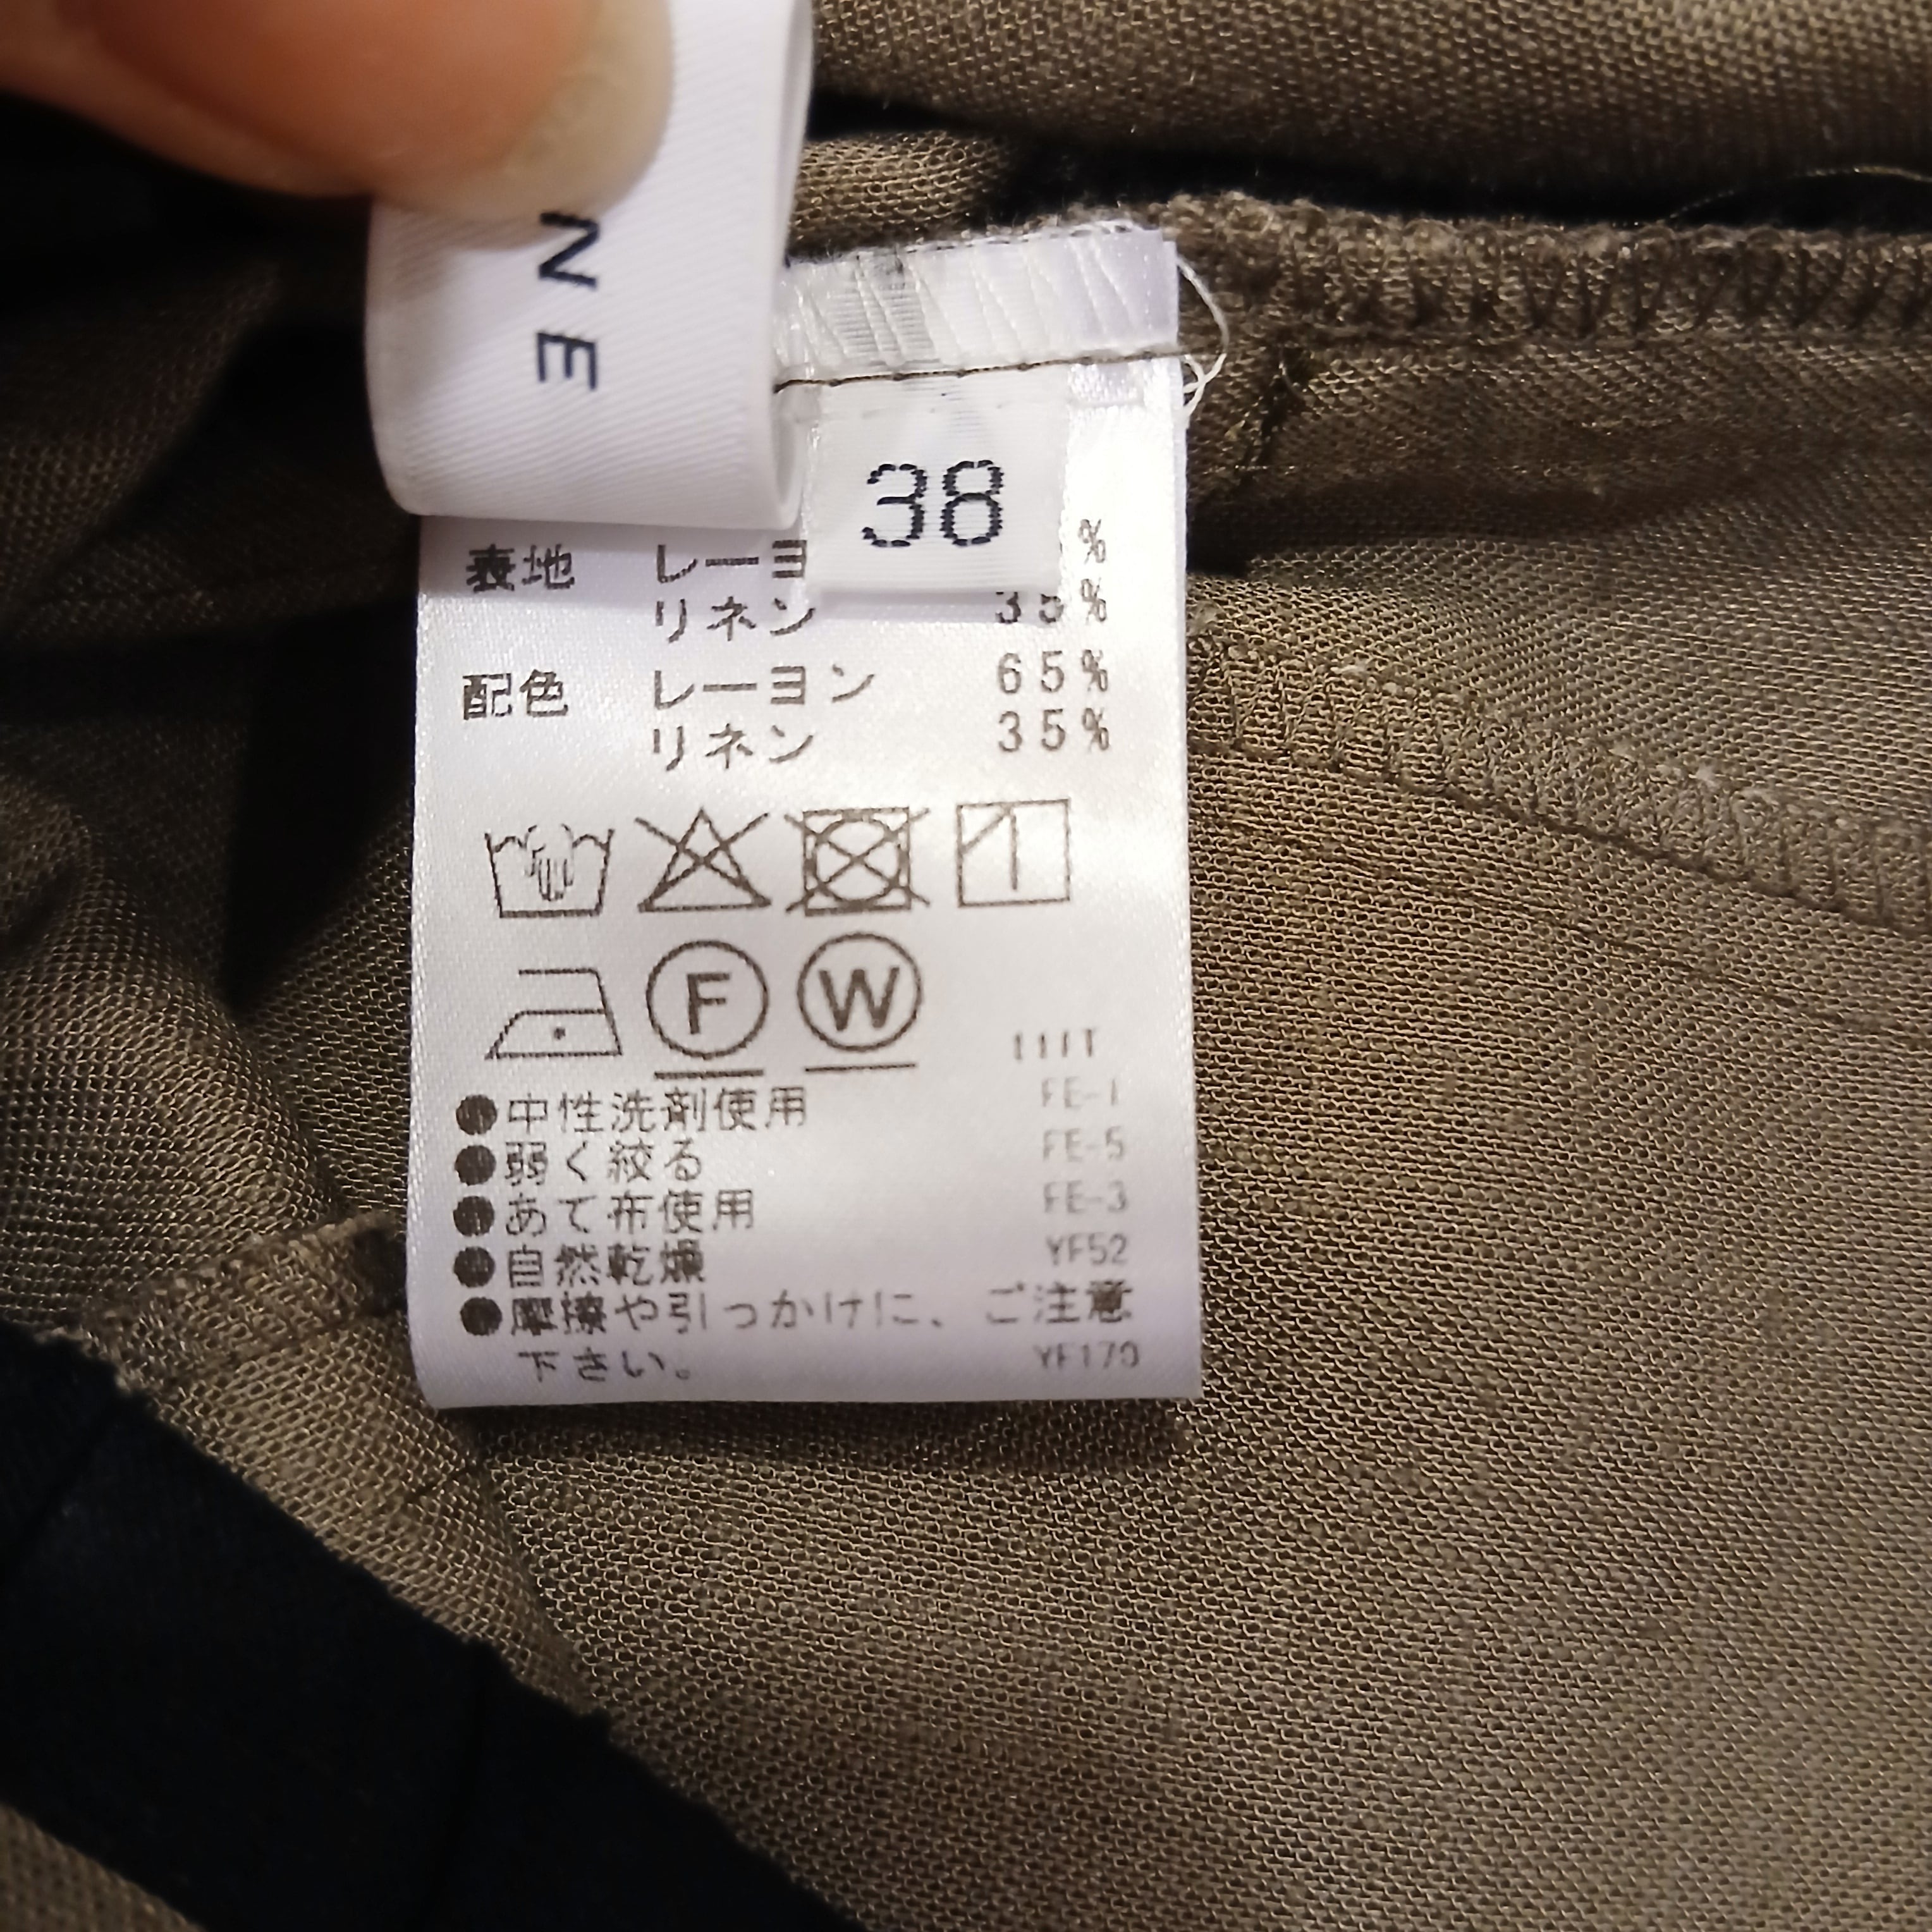 NE
38
表地 レーヨ %
リネン 35%
配色 レーヨン 65%
リネン 35%
F W
●中性洗剤使用 FE-1
●弱く絞る FE-5
●あて布使用 FE-3
●自然乾燥 YF52
●摩擦や引っかけに、ご注意
下さい。 YF170